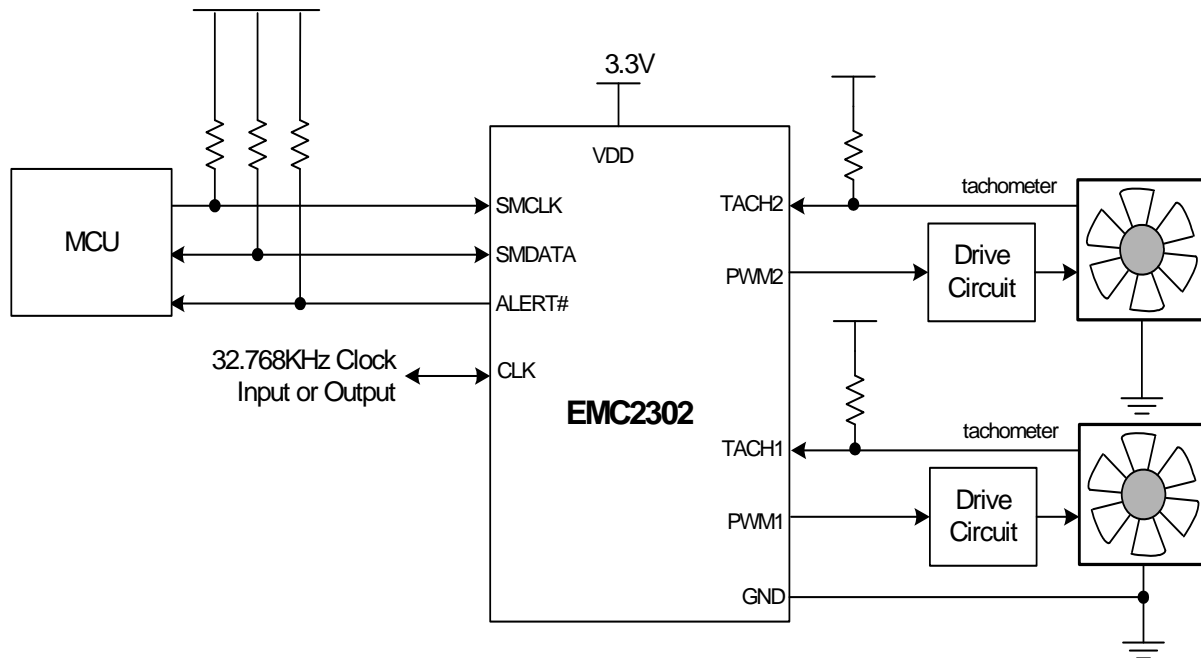 3.3V
VDD
MCU
SMCLK
SMDATA
ALERT#
32.768KHz Clock
Input or Output
CLK
EMC2302
TACH2
tachometer
PWM2
Drive
Circuit
TACH1
tachometer
PWM1
Drive
Circuit
GND